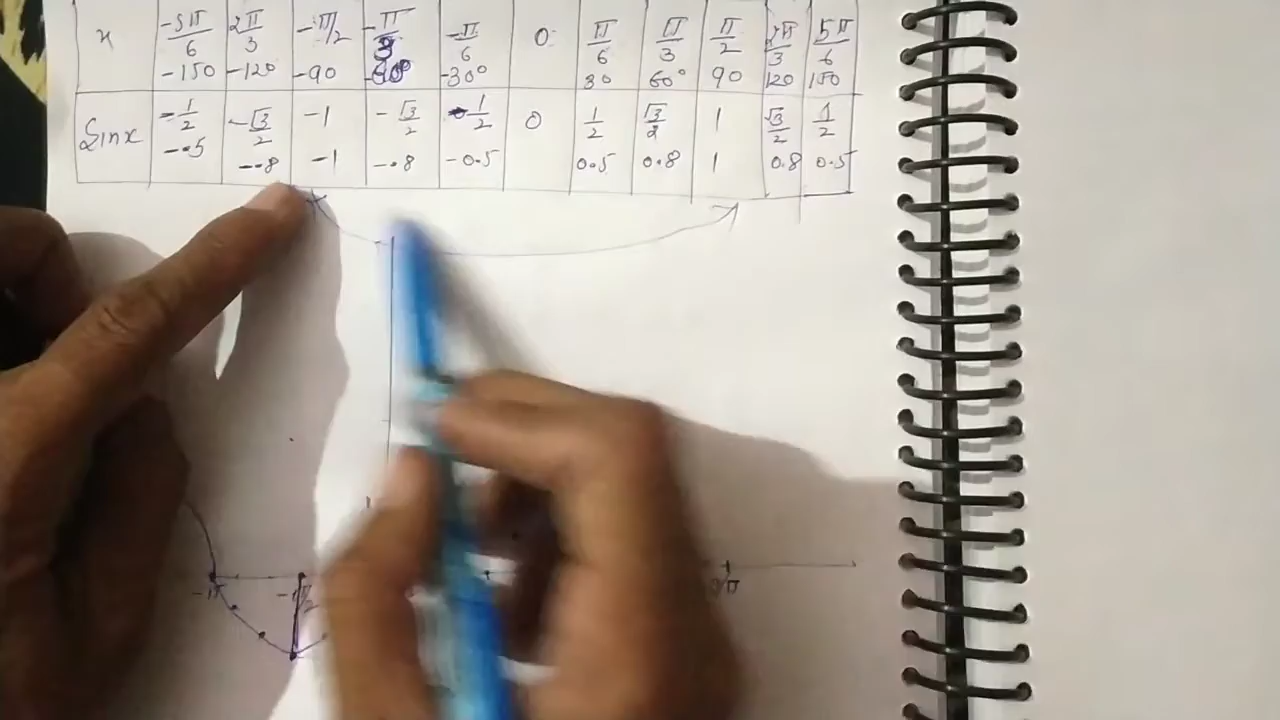 x -5π/6 2π/3 -π/2 -π/3 -π/6 0 π/6 π/3 π/2 2π/3 5π/6
-150 -120 -90 -60° -30° 30 60° 90 120 150
Sinx -1/2 -√3/2 -1 -√3/2 -1/2 0 1/2 √3/2 1 √3/2 1/2
-.5 -.8 -1 -.8 -0.5 0.5 0.8 1 0.8 0.5
-π -π/2